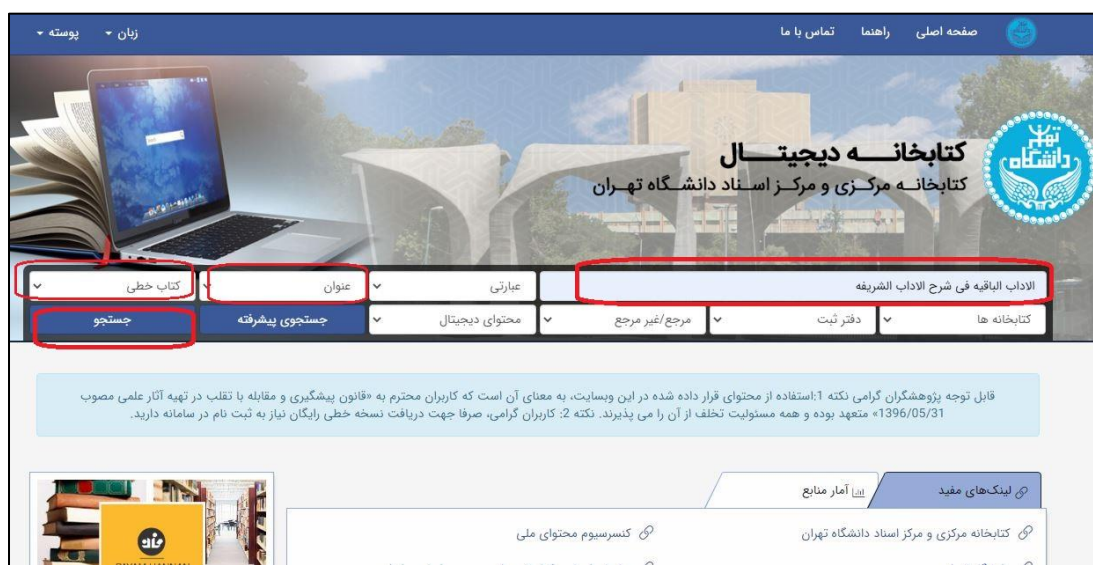 صفحه اصلی راهنما تماس با ما زبان پوسته
کتابخانـــه دیجیتـــال
کتابخانـه مرکـزی و مرکـز اسـناد دانشـگاه تهـران
دانشگاه تهران
الاداب الباقیه فی شرح الاداب الشریفه عبارتی عنوان کتاب خطی
کتابخانه ها دفتر ثبت مرجع/غیر مرجع محتوای دیجیتال جستجوی پیشرفته جستجو
قابل توجه پژوهشگران گرامی نکته 1:استفاده از محتوای قرار داده شده در این وبسایت، به معنای آن است که کاربران محترم به «قانون پیشگیری و مقابله با تقلب در تهیه آثار علمی مصوب
1396/05/31» متعهد بوده و همه مسئولیت تخلف از آن را می پذیرند. نکته 2: کاربران گرامی، صرفا جهت دریافت نسخه خطی رایگان نیاز به ثبت نام در سامانه دارید.
لینک‌های مفید آمار منابع
کتابخانه مرکزی و مرکز اسناد دانشگاه تهران کنسرسیوم محتوای ملی